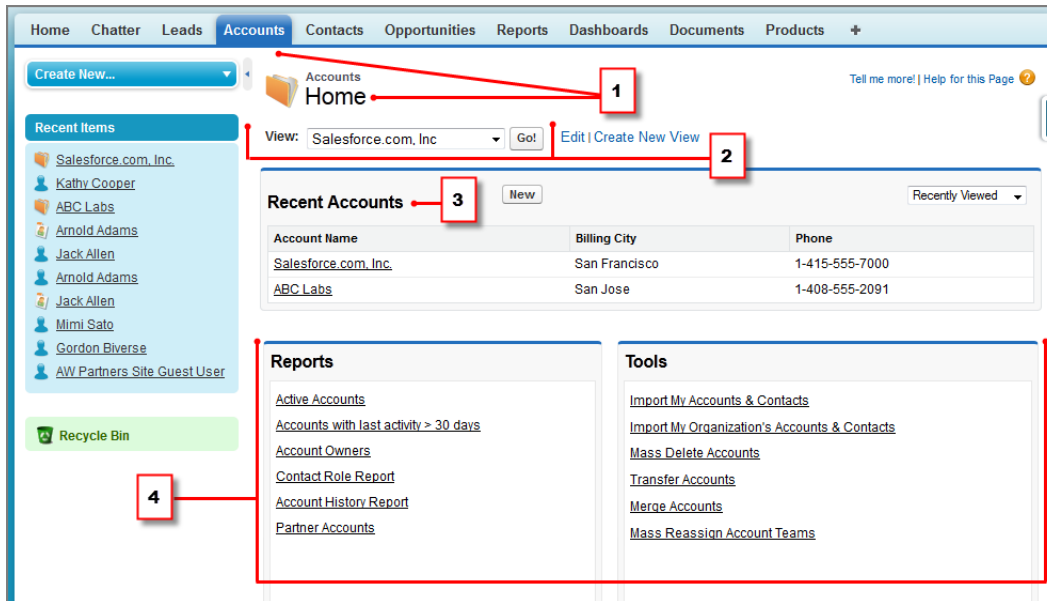 Home Chatter Leads Accounts Contacts Opportunities Reports Dashboards Documents Products +
Create New...
Accounts
Home
1
Tell me more! | Help for this Page ?
Recent Items
Salesforce.com, Inc.
Kathy Cooper
ABC Labs
Arnold Adams
Jack Allen
Arnold Adams
Jack Allen
Mimi Sato
Gordon Biverse
AW Partners Site Guest User
Recycle Bin
View: Salesforce.com, Inc Go! Edit | Create New View
2
Recent Accounts
3
New
Recently Viewed
Account Name Billing City Phone
Salesforce.com, Inc. San Francisco 1-415-555-7000
ABC Labs San Jose 1-408-555-2091
4
Reports
Active Accounts
Accounts with last activity > 30 days
Account Owners
Contact Role Report
Account History Report
Partner Accounts
Tools
Import My Accounts & Contacts
Import My Organization's Accounts & Contacts
Mass Delete Accounts
Transfer Accounts
Merge Accounts
Mass Reassign Account Teams